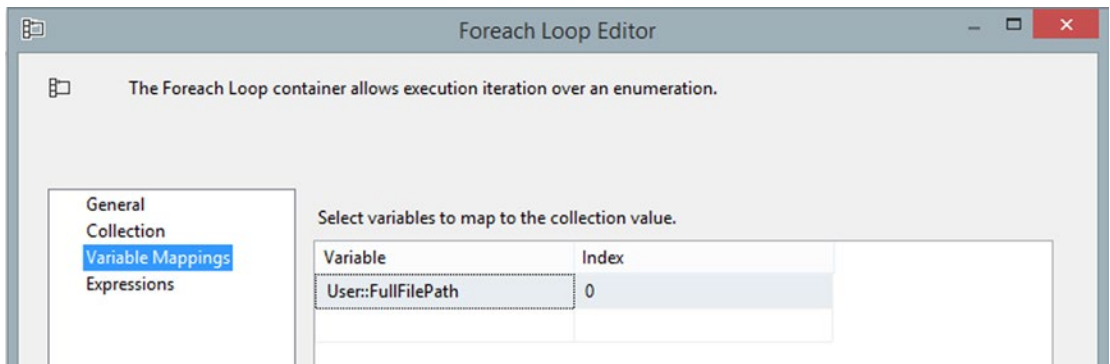 Foreach Loop Editor
The Foreach Loop container allows execution iteration over an enumeration.
General
Collection
Variable Mappings
Expressions
Select variables to map to the collection value.
Variable Index
User::FullFilePath 0